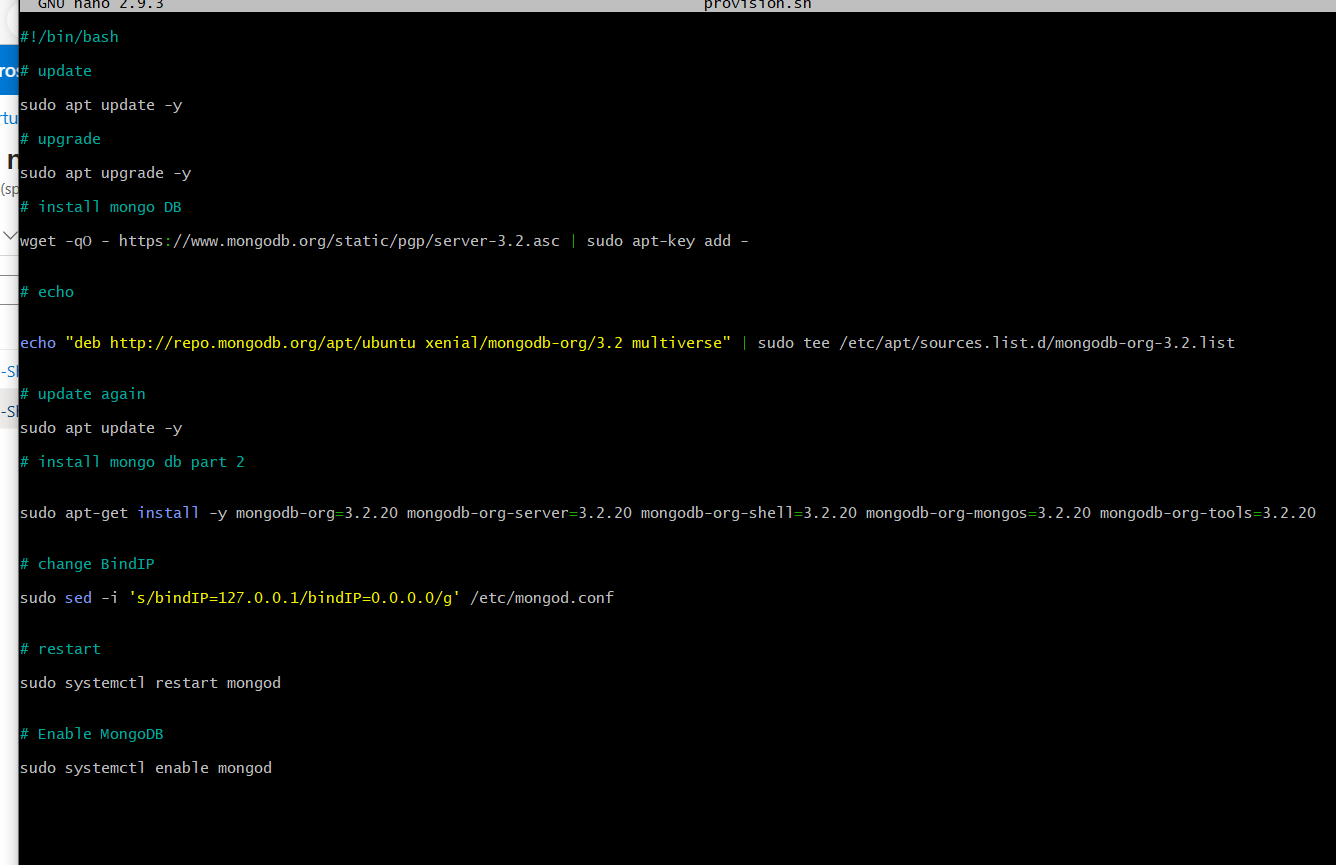 GNU nano 2.9.3 provision.sh
#!/bin/bash
# update
sudo apt update -y
# upgrade
sudo apt upgrade -y
# install mongo DB
wget -qO - https://www.mongodb.org/static/pgp/server-3.2.asc | sudo apt-key add -
# echo
echo "deb http://repo.mongodb.org/apt/ubuntu xenial/mongodb-org/3.2 multiverse" | sudo tee /etc/apt/sources.list.d/mongodb-org-3.2.list
# update again
sudo apt update -y
# install mongo db part 2
sudo apt-get install -y mongodb-org=3.2.20 mongodb-org-server=3.2.20 mongodb-org-shell=3.2.20 mongodb-org-mongos=3.2.20 mongodb-org-tools=3.2.20
# change BindIP
sudo sed -i 's/bindIP=127.0.0.1/bindIP=0.0.0.0/g' /etc/mongod.conf
# restart
sudo systemctl restart mongod
# Enable MongoDB
sudo systemctl enable mongod